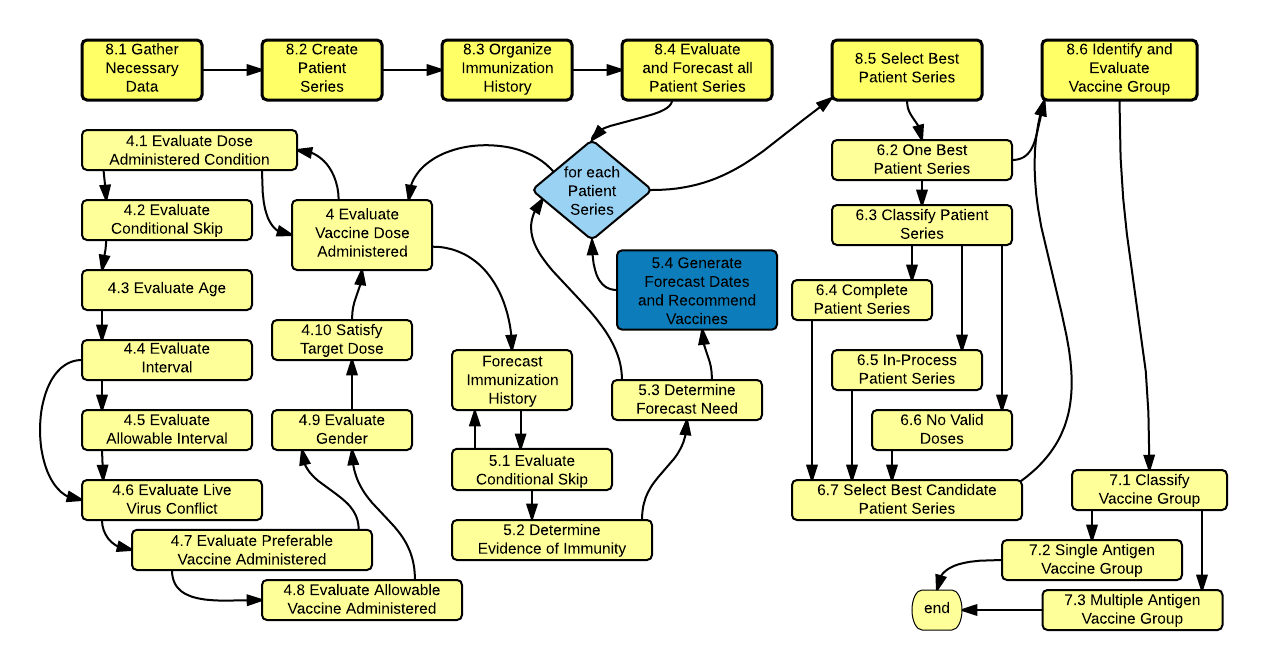 8.1 Gather
Necessary
Data
8.2 Create
Patient
Series
8.3 Organize
Immunization
History
8.4 Evaluate
and Forecast all
Patient Series
8.5 Select Best
Patient Series
8.6 Identify and
Evaluate
Vaccine Group
4.1 Evaluate Dose
Administered Condition
4.2 Evaluate
Conditional Skip
4.3 Evaluate Age
4.4 Evaluate
Interval
4.5 Evaluate
Allowable Interval
4.6 Evaluate Live
Virus Conflict
4.7 Evaluate Preferable
Vaccine Administered
4.8 Evaluate Allowable
Vaccine Administered
4 Evaluate
Vaccine Dose
Administered
4.10 Satisfy
Target Dose
4.9 Evaluate
Gender
for each
Patient
Series
Forecast
Immunization
History
5.1 Evaluate
Conditional Skip
5.2 Determine
Evidence of Immunity
5.3 Determine
Forecast Need
5.4 Generate
Forecast Dates
and Recommend
Vaccines
6.2 One Best
Patient Series
6.3 Classify Patient
Series
6.4 Complete
Patient Series
6.5 In-Process
Patient Series
6.6 No Valid
Doses
6.7 Select Best Candidate
Patient Series
7.1 Classify
Vaccine Group
7.2 Single Antigen
Vaccine Group
7.3 Multiple Antigen
Vaccine Group
end